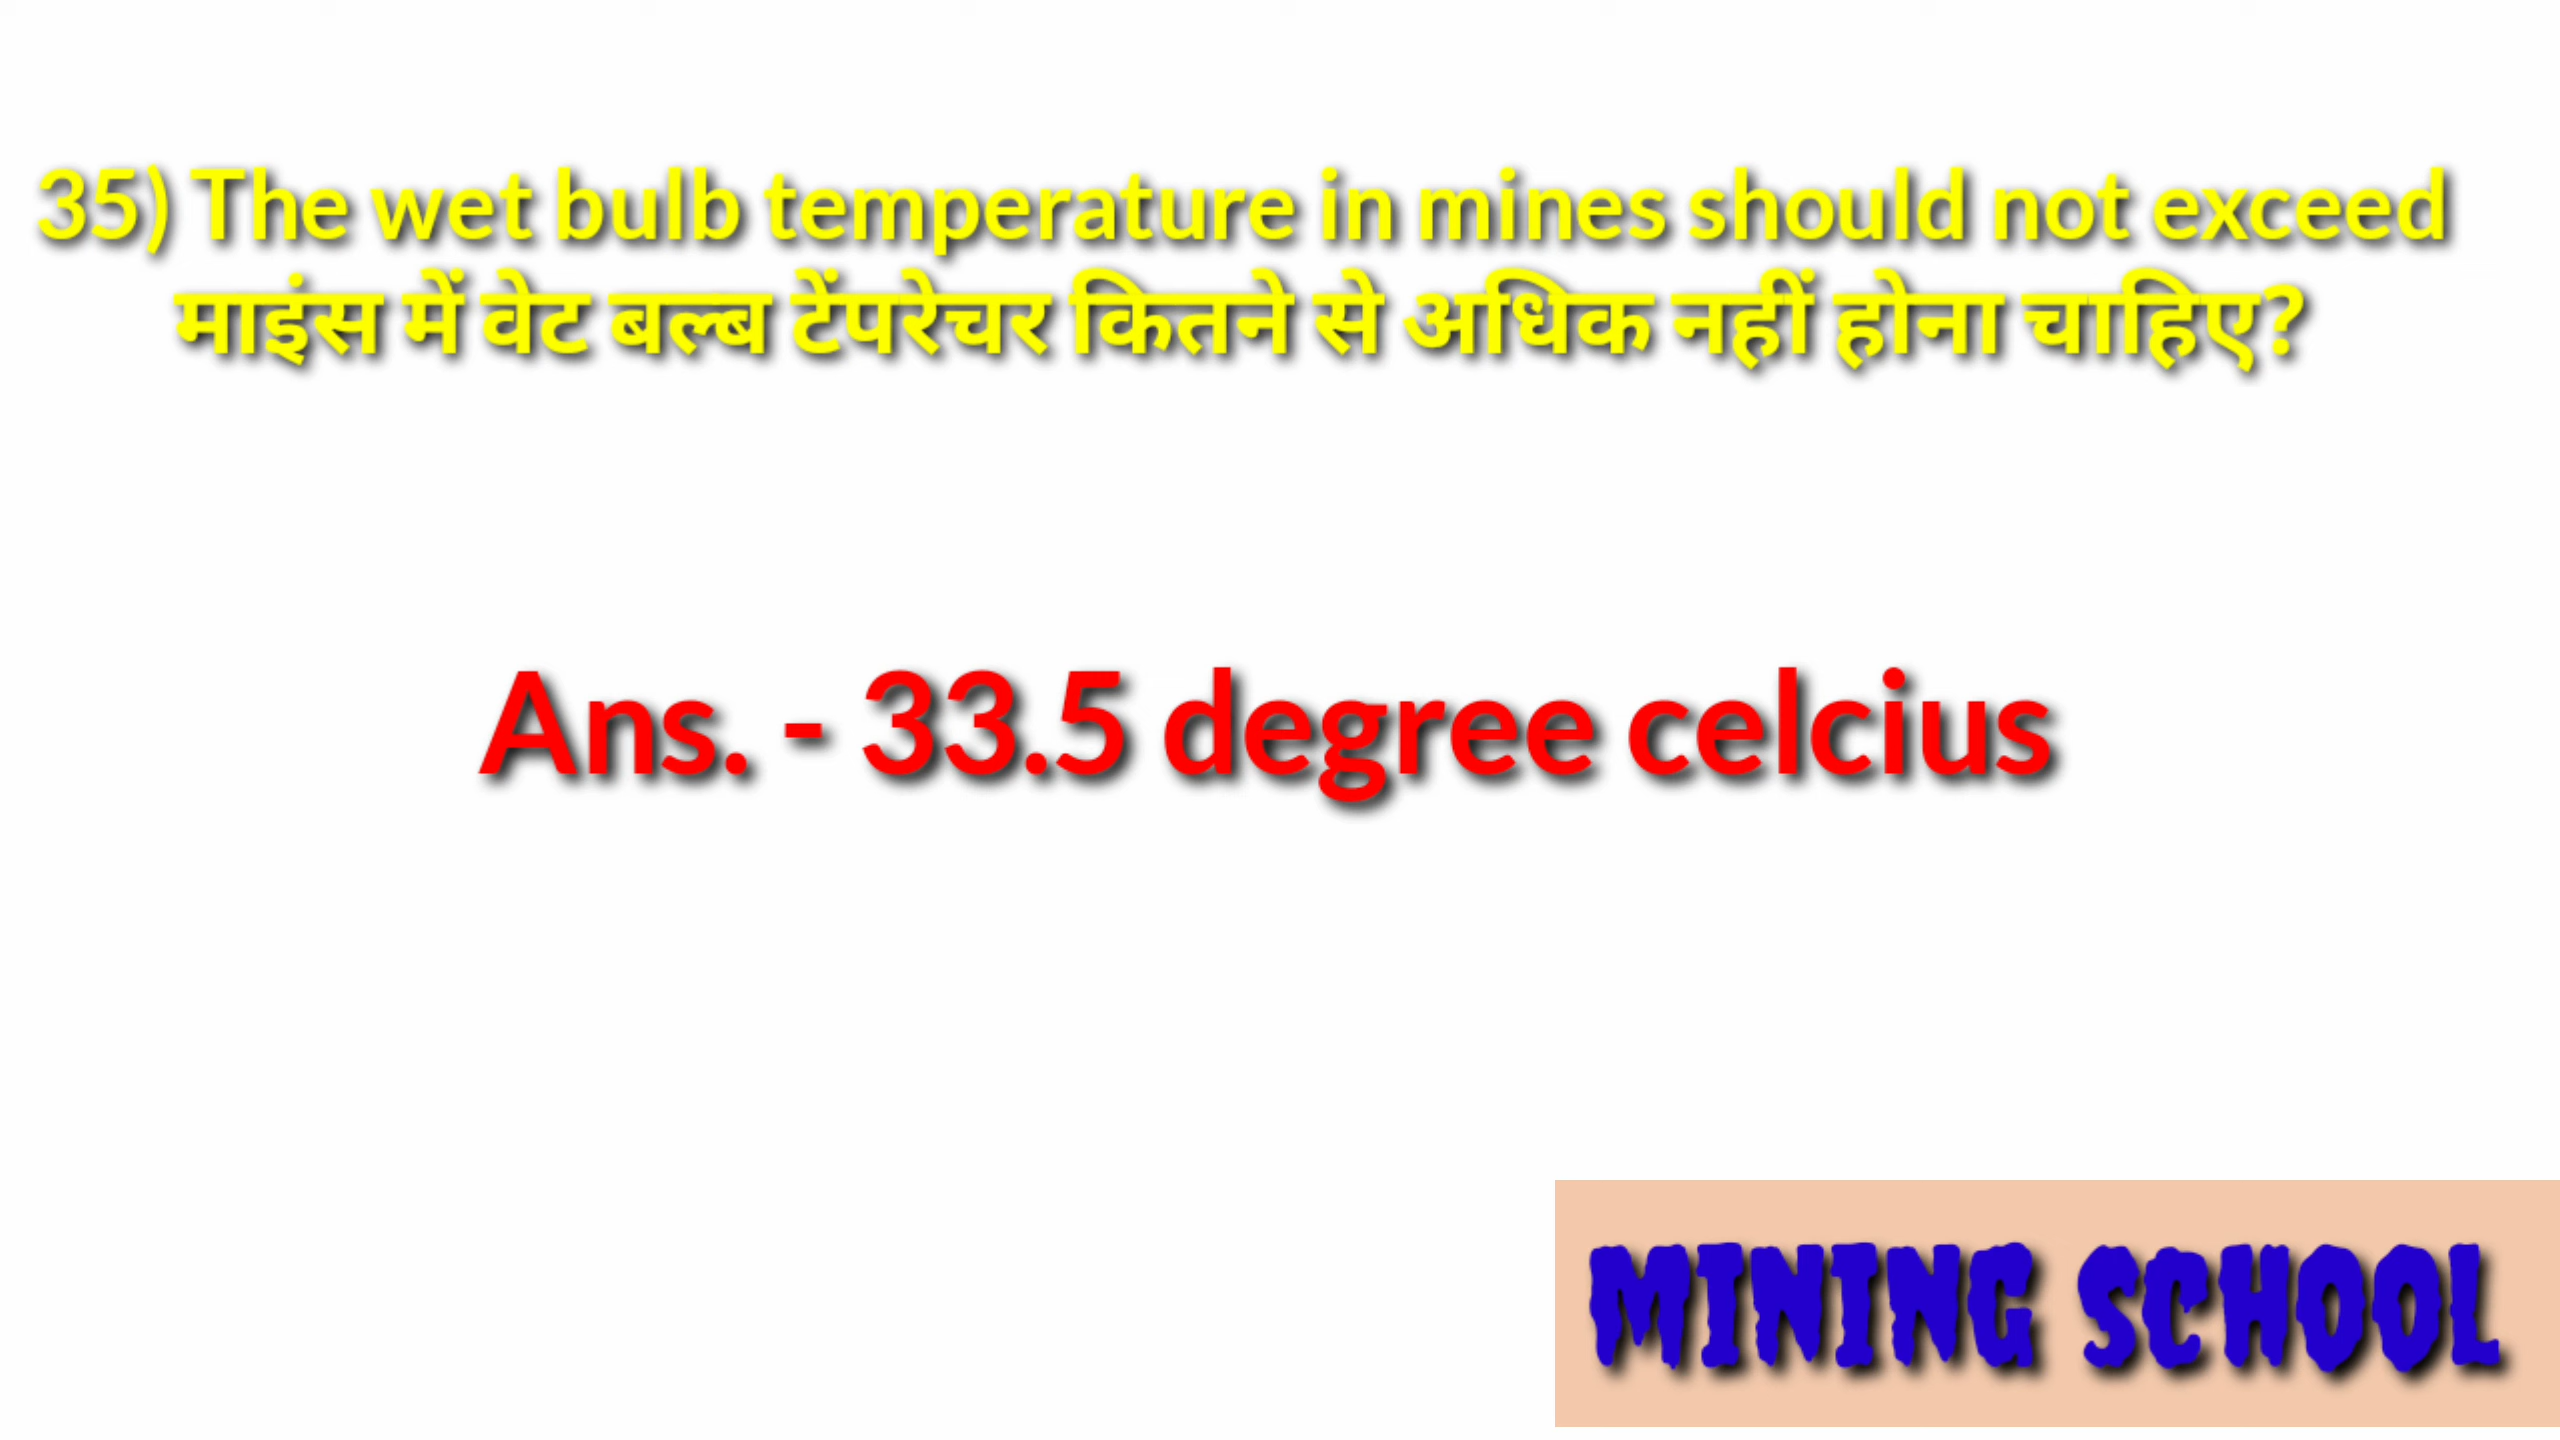 35) The wet bulb temperature in mines should not exceed
माइंस में वेट बल्ब टेंपरेचर कितने से अधिक नहीं होना चाहिए?
Ans. - 33.5 degree celcius
MINING SCHOOL